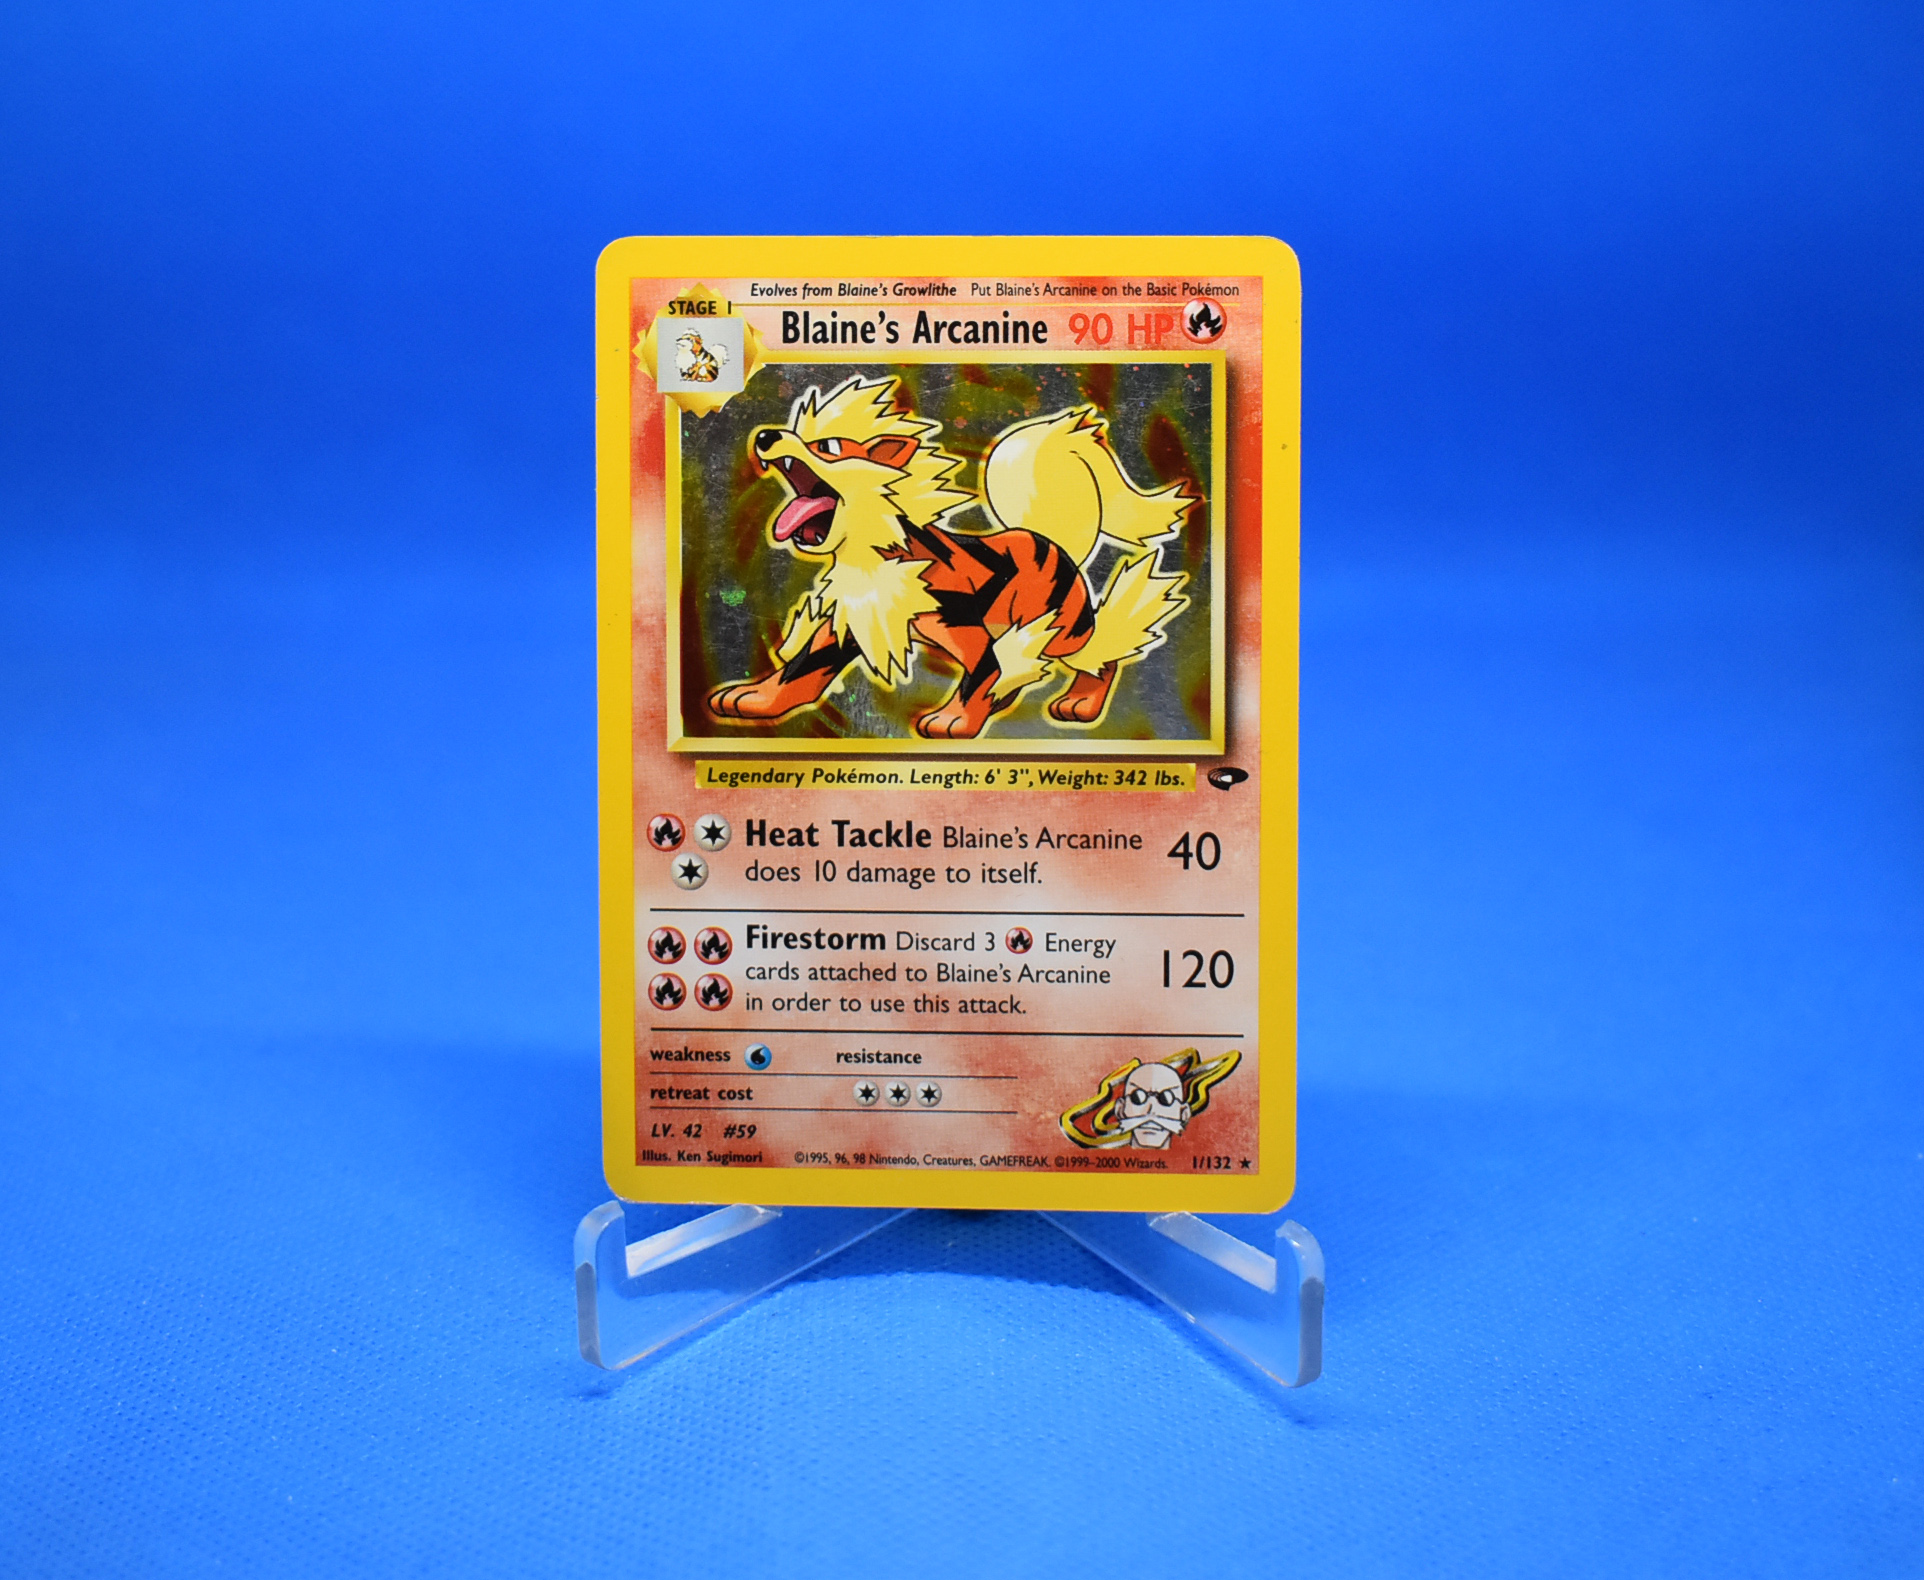 Evolves from Blaine's Growlithe Put Blaine's Arcanine on the Basic Pokémon
STAGE 1
Blaine's Arcanine 90 HP
Legendary Pokémon. Length: 6' 3", Weight: 342 lbs.
Heat Tackle Blaine's Arcanine
does 10 damage to itself.
40
Firestorm Discard 3 Energy
cards attached to Blaine's Arcanine
in order to use this attack.
120
weakness resistance
retreat cost
LV. 42 #59
Illus. Ken Sugimori ©1995, 96, 98 Nintendo, Creatures, GAMEFREAK. ©1999-2000 Wizards. 1/132 ★